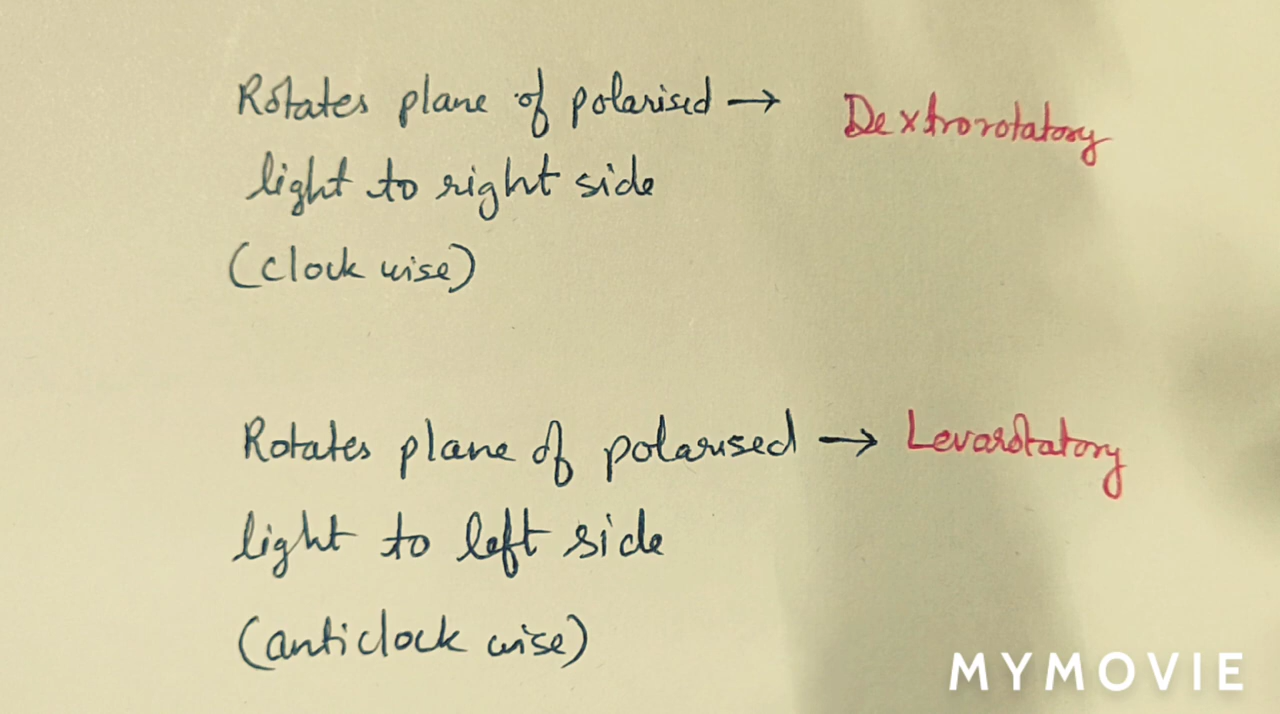 Rotates plane of polarised → Dextrorotatory
light to right side
(clock wise)
Rotates plane of polarised → Levarotatory
light to left side
(anticlock wise)
MYMOVIE